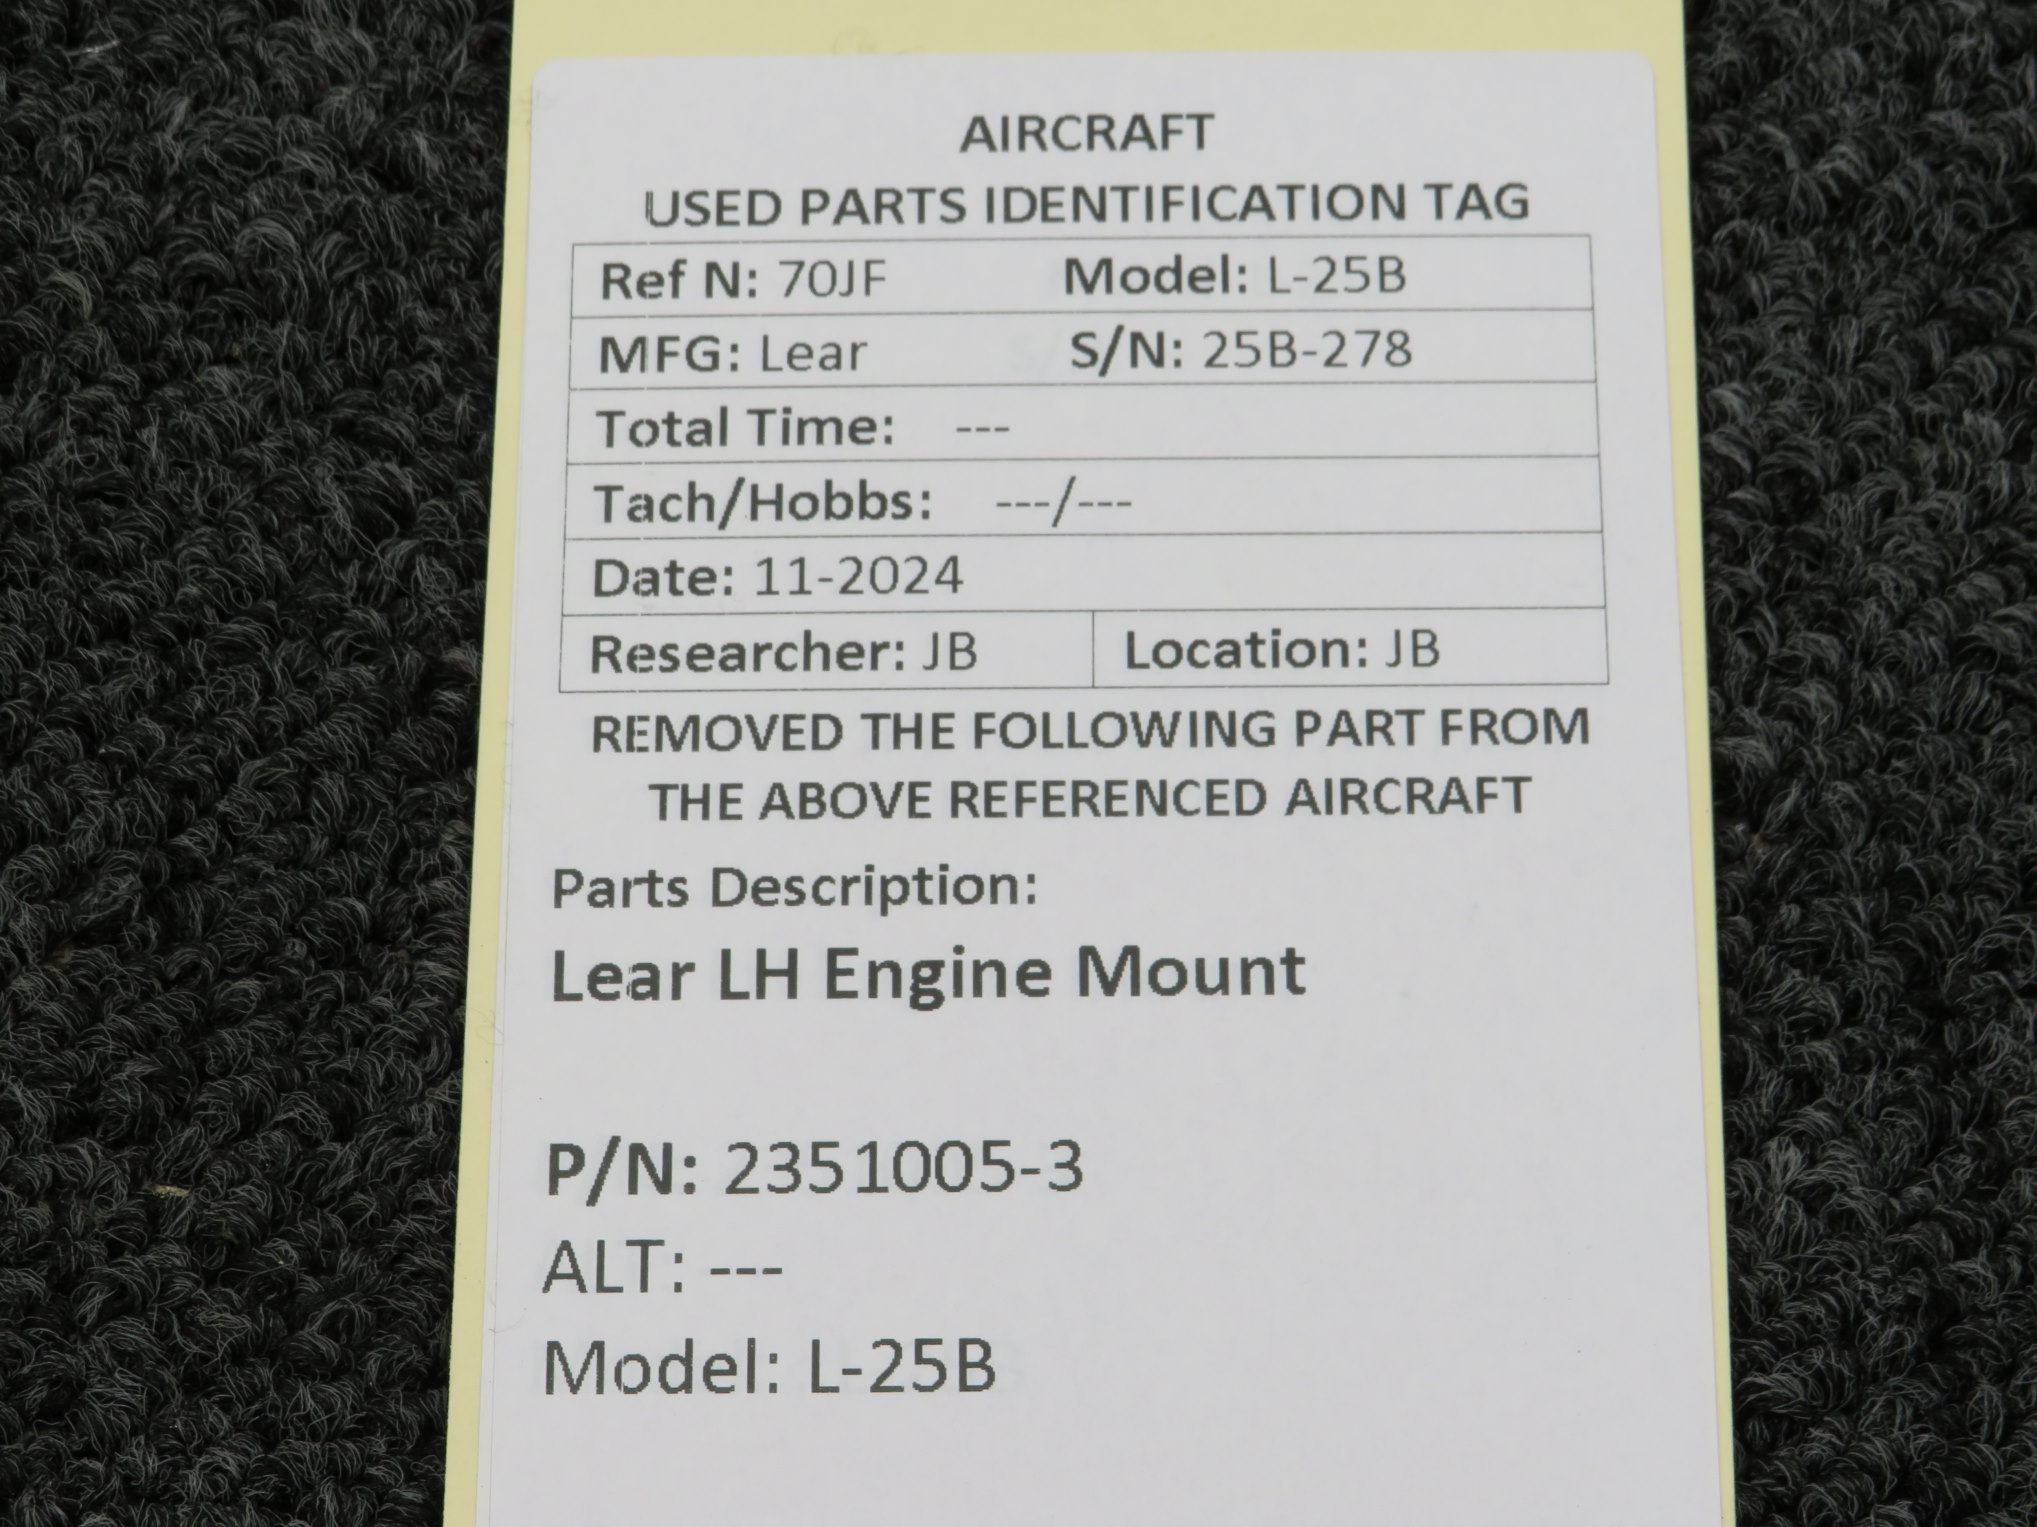 AIRCRAFT
USED PARTS IDENTIFICATION TAG
Ref N: 70JF Model: L-25B
MFG: Lear S/N: 25B-278
Total Time: ---
Tach/Hobbs: ---/---
Date: 11-2024
Researcher: JB Location: JB
REMOVED THE FOLLOWING PART FROM
THE ABOVE REFERENCED AIRCRAFT
Parts Description:
Lear LH Engine Mount
P/N: 2351005-3
ALT: ---
Model: L-25B